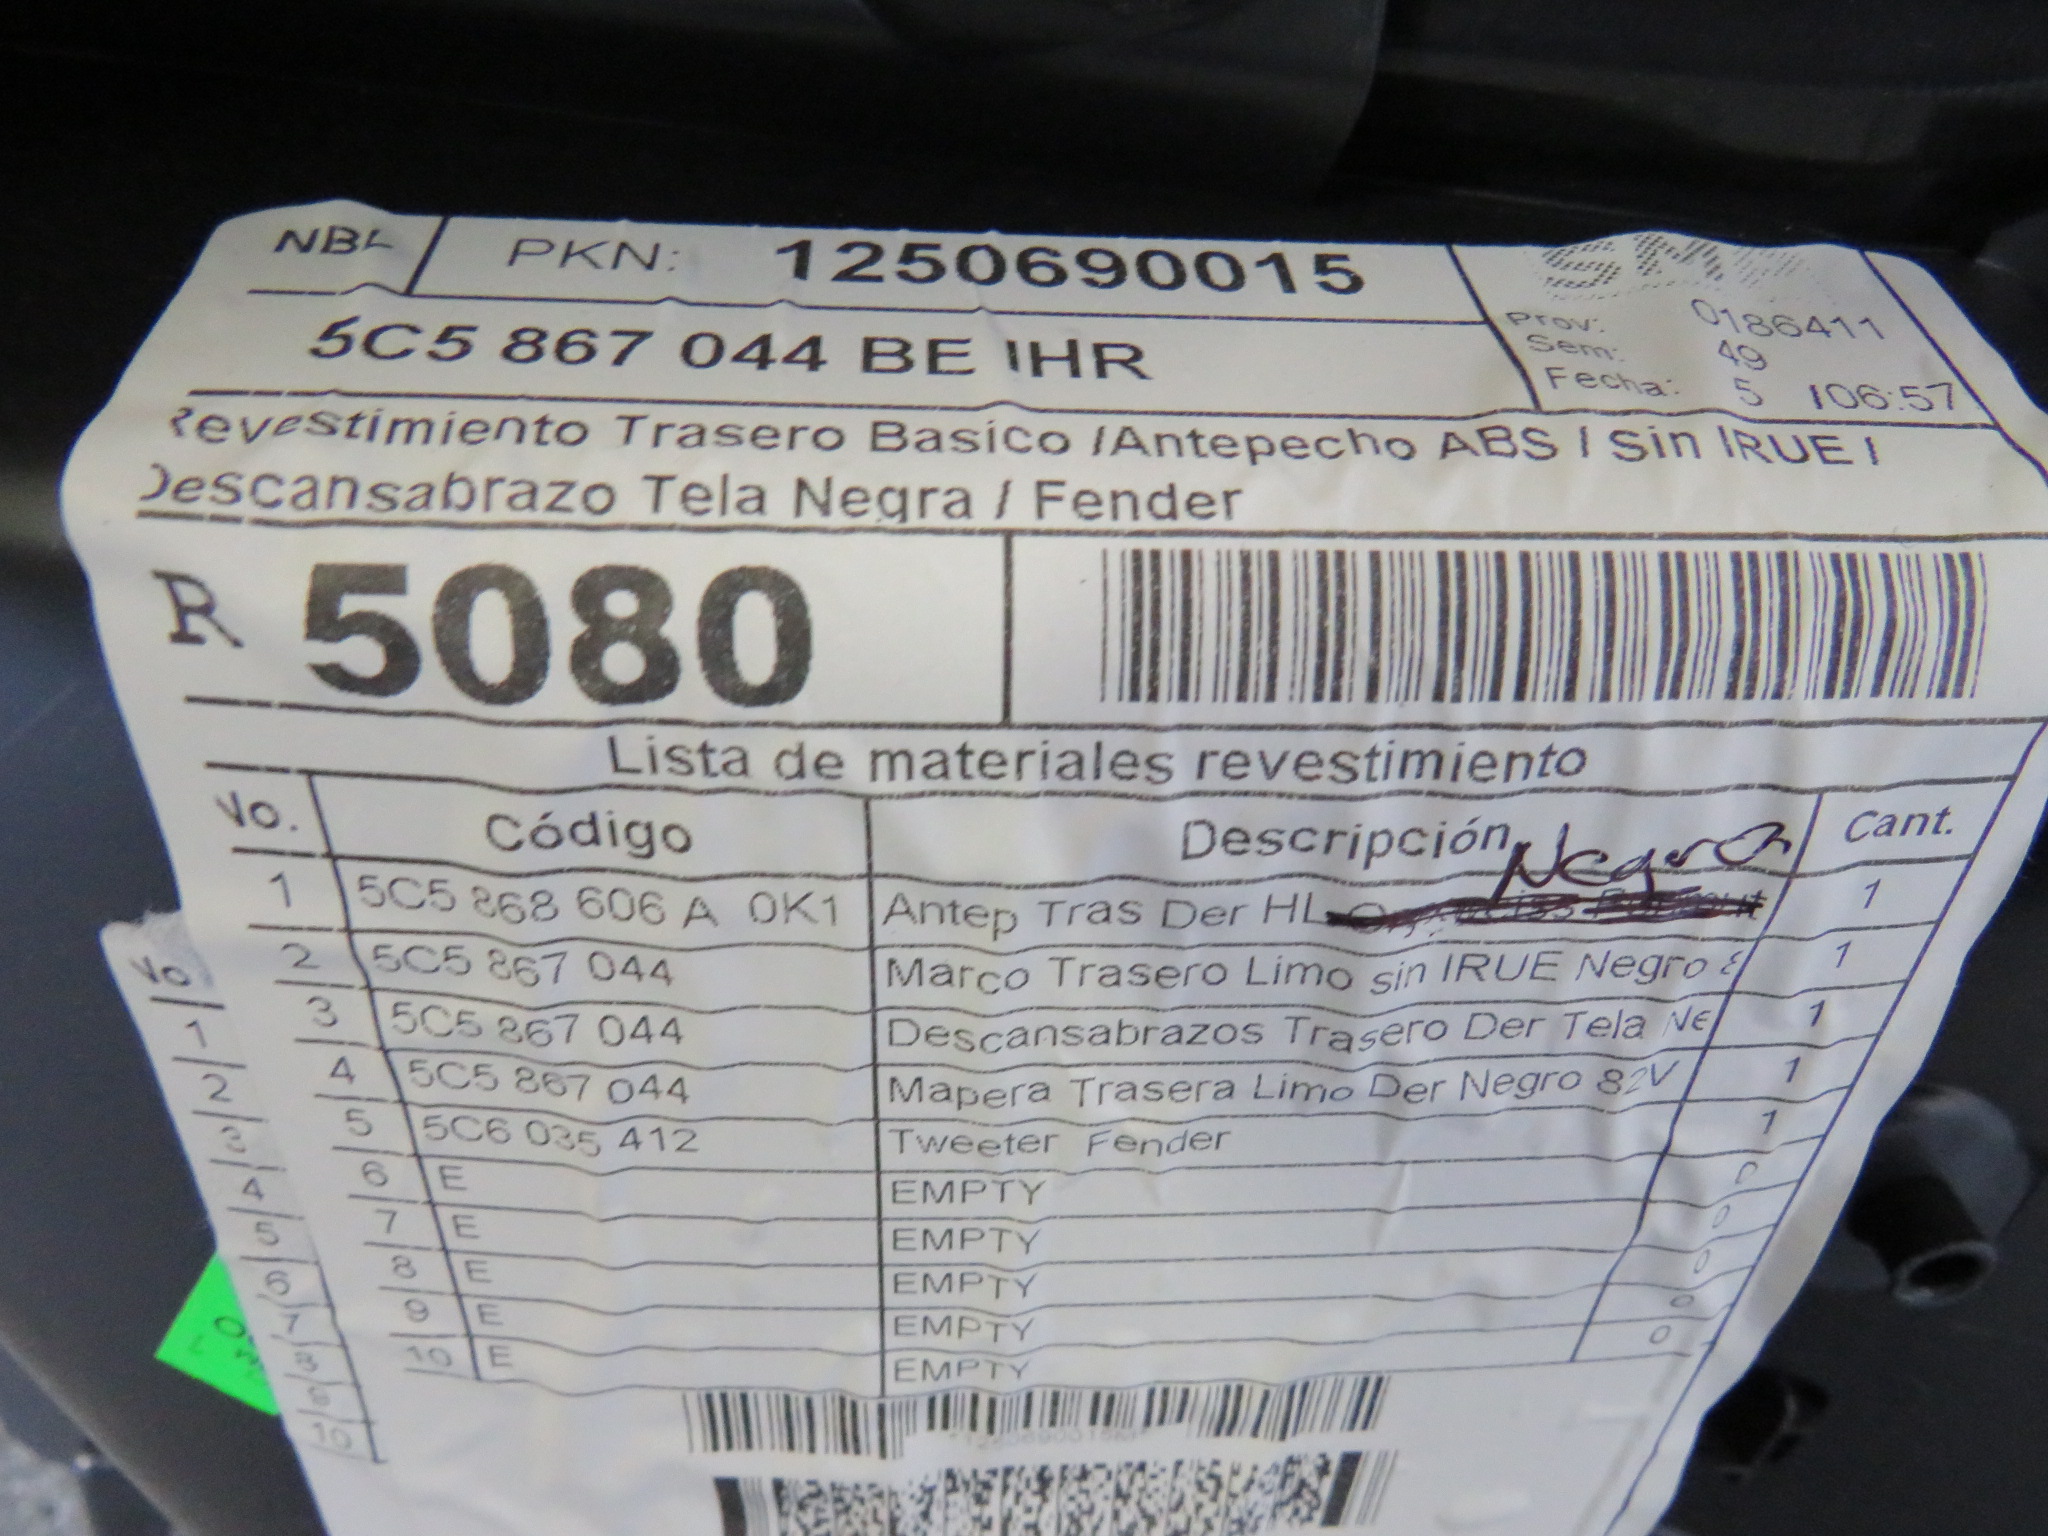 NBL PKN: 1250690015
5C5 867 044 BE IHR
Prov: 0186411
Sem: 49
Fecha: 5 /06:57
Revestimiento Trasero Basico /Antepecho ABS / Sin IRUE /
Descansabrazo Tela Negra / Fender
R 5080
Lista de materiales revestimiento
No. Código Descripción Cant.
Negro
1 5C5 868 606 A 0K1 Antep Tras Der HL 1
2 5C5 867 044 Marco Trasero Limo sin IRUE Negro 8 1
3 5C5 867 044 Descansabrazos Trasero Der Tela NE 1
4 5C5 867 044 Mapera Trasera Limo Der Negro 82V 1
5 5C6 035 412 Tweeter Fender 1
6 E EMPTY 0
7 E EMPTY 0
8 E EMPTY 0
9 E EMPTY 0
10 E EMPTY 0
No
1
2
3
4
5
6
7
8
9
10